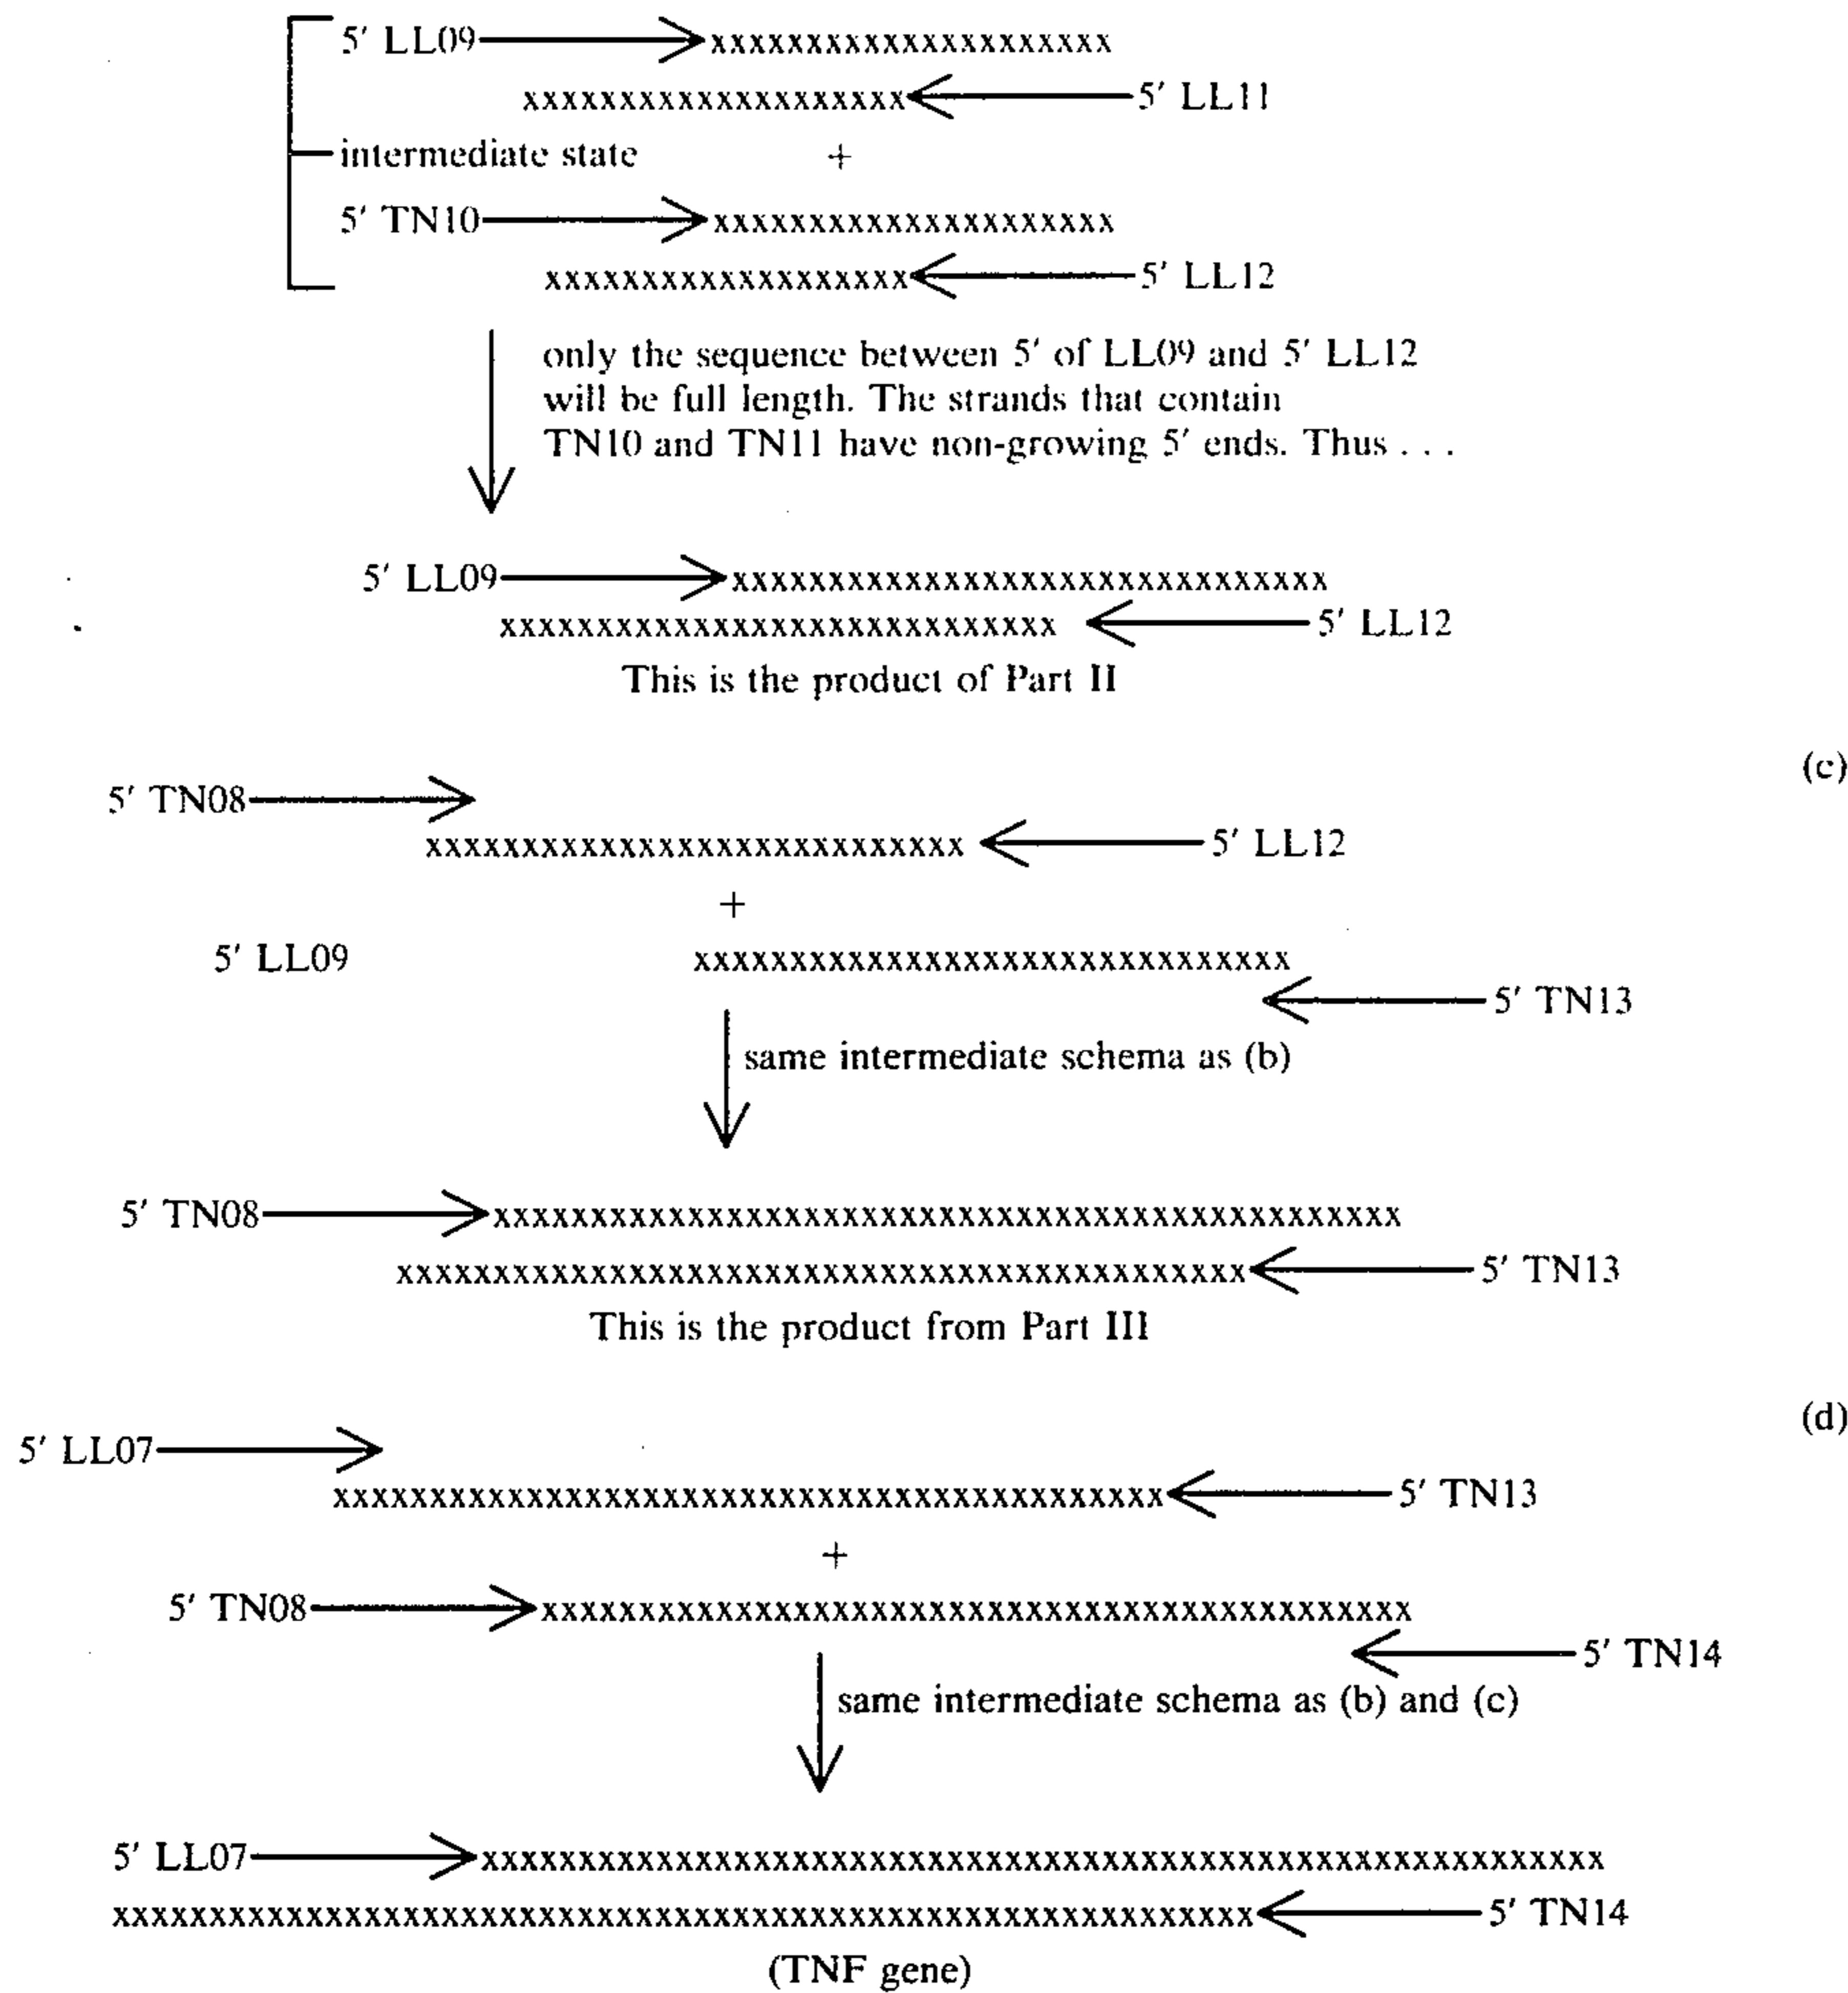 5' LL09 xxxxxxxxxxxxxxxxxxxxx
xxxxxxxxxxxxxxxxxxxx 5' LL11
intermediate state +
5' TN10 xxxxxxxxxxxxxxxxxxxxx
xxxxxxxxxxxxxxxxxxx 5' LL12
only the sequence between 5' of LL09 and 5' LL12
will be full length. The strands that contain
TN10 and TN11 have non-growing 5' ends. Thus . . .
5' LL09 xxxxxxxxxxxxxxxxxxxxxxxxxxxxxxx
xxxxxxxxxxxxxxxxxxxxxxxxxxxxx 5' LL12
This is the product of Part II
(c)
5' TN08
xxxxxxxxxxxxxxxxxxxxxxxxxxxx 5' LL12
+
5' LL09 xxxxxxxxxxxxxxxxxxxxxxxxxxxxxxx
5' TN13
same intermediate schema as (b)
5' TN08 xxxxxxxxxxxxxxxxxxxxxxxxxxxxxxxxxxxxxxxxxxxxxxx
xxxxxxxxxxxxxxxxxxxxxxxxxxxxxxxxxxxxxxxxxxxx 5' TN13
This is the product from Part III
(d)
5' LL07
xxxxxxxxxxxxxxxxxxxxxxxxxxxxxxxxxxxxxxxxxxx 5' TN13
+
5' TN08 xxxxxxxxxxxxxxxxxxxxxxxxxxxxxxxxxxxxxxxxxxxxx
5' TN14
same intermediate schema as (b) and (c)
5' LL07 xxxxxxxxxxxxxxxxxxxxxxxxxxxxxxxxxxxxxxxxxxxxxxxxxxxxxxxxxx
xxxxxxxxxxxxxxxxxxxxxxxxxxxxxxxxxxxxxxxxxxxxxxxxxxxxxxxxxxx 5' TN14
(TNF gene)